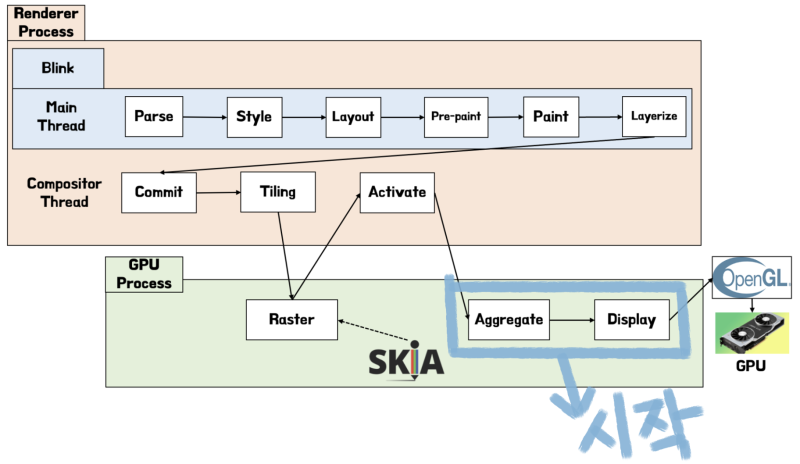 Renderer
Process
Blink
Main
Thread
Parse
Style
Layout
Pre-paint
Paint
Layerize
Compositor
Thread
Commit
Tiling
Activate
GPU
Process
Raster
SKiA
Aggregate
Display
OpenGL.
GPU
시작